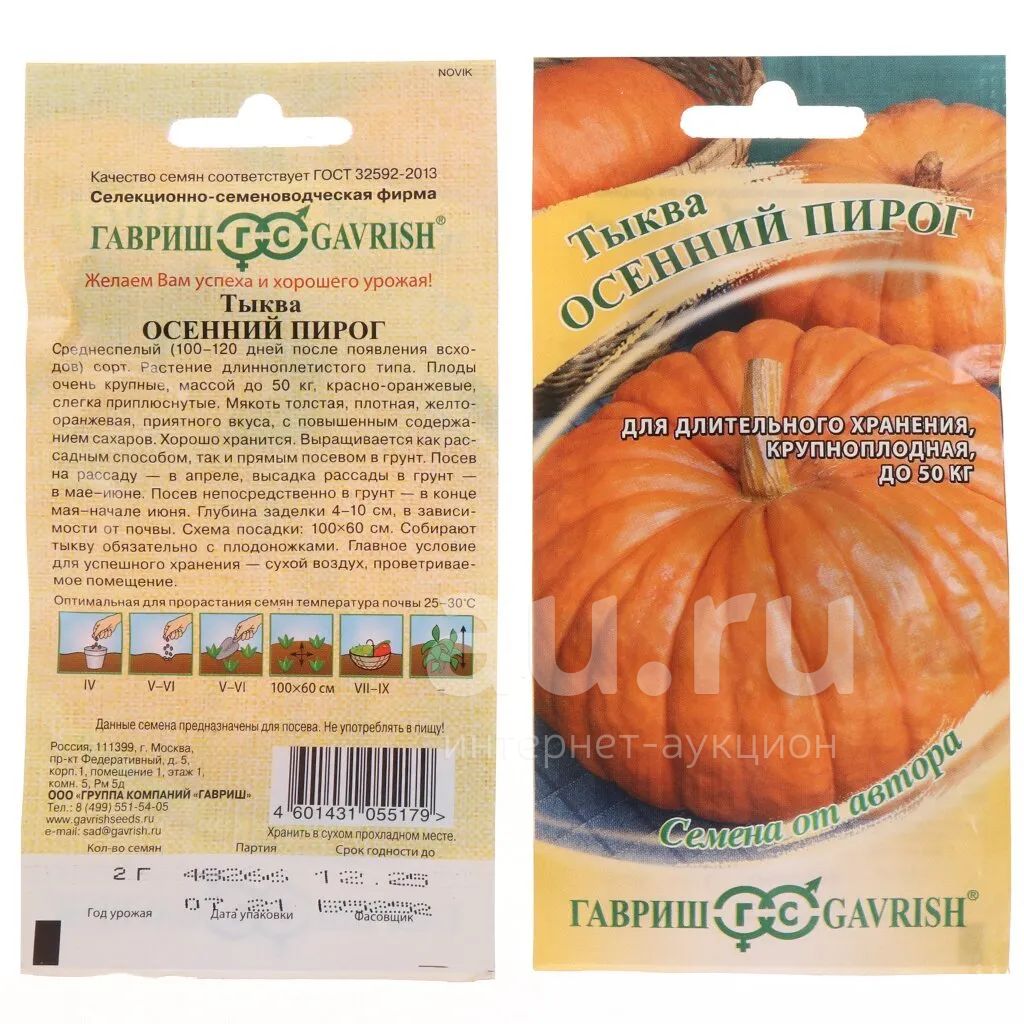 NOVIK
Качество семян соответствует ГОСТ 32592-2013
Селекционно-семеноводческая фирма
ГАВРИШ ГС GAVRISH®
Желаем Вам успеха и хорошего урожая!
Тыква
ОСЕННИЙ ПИРОГ
Среднеспелый (100–120 дней после появления всхо-
дов) сорт. Растение длинноплетистого типа. Плоды
очень крупные, массой до 50 кг, красно-оранжевые,
слегка приплюснутые. Мякоть толстая, плотная, желто-
оранжевая, приятного вкуса, с повышенным содержа-
нием сахаров. Хорошо хранится. Выращивается как рас-
садным способом, так и прямым посевом в грунт. Посев
на рассаду — в апреле, высадка рассады в грунт —
в мае–июне. Посев непосредственно в грунт — в конце
мая–начале июня. Глубина заделки 4–10 см, в зависи-
мости от почвы. Схема посадки: 100×60 см. Собирают
тыкву обязательно с плодоножками. Главное условие
для успешного хранения — сухой воздух, проветривае-
мое помещение.
Оптимальная для прорастания семян температура почвы 25–30°С
IV V–VI V–VI 100×60 см VII–IX –
Данные семена предназначены для посева. Не употреблять в пищу!
Россия, 111399, г. Москва,
пр-кт Федеративный, д. 5,
корп.1, помещение 1, этаж 1,
комн. 5, Рм 5д
ООО «ГРУППА КОМПАНИЙ «ГАВРИШ»
Тел.: 8 (499) 551-54-05
www.gavrishseeds.ru
e-mail: sad@gavrish.ru
4 601431 055179 >
Хранить в сухом прохладном месте.
Кол-во семян Партия Срок годности до
2 Г 12.25
07.21
Год урожая Дата упаковки Фасовщик
Тыква
ОСЕННИЙ ПИРОГ
ДЛЯ ДЛИТЕЛЬНОГО ХРАНЕНИЯ,
КРУПНОПЛОДНАЯ,
ДО 50 КГ
Семена от автора
ГАВРИШ ГС GAVRISH®
au.ru
интернет-аукцион